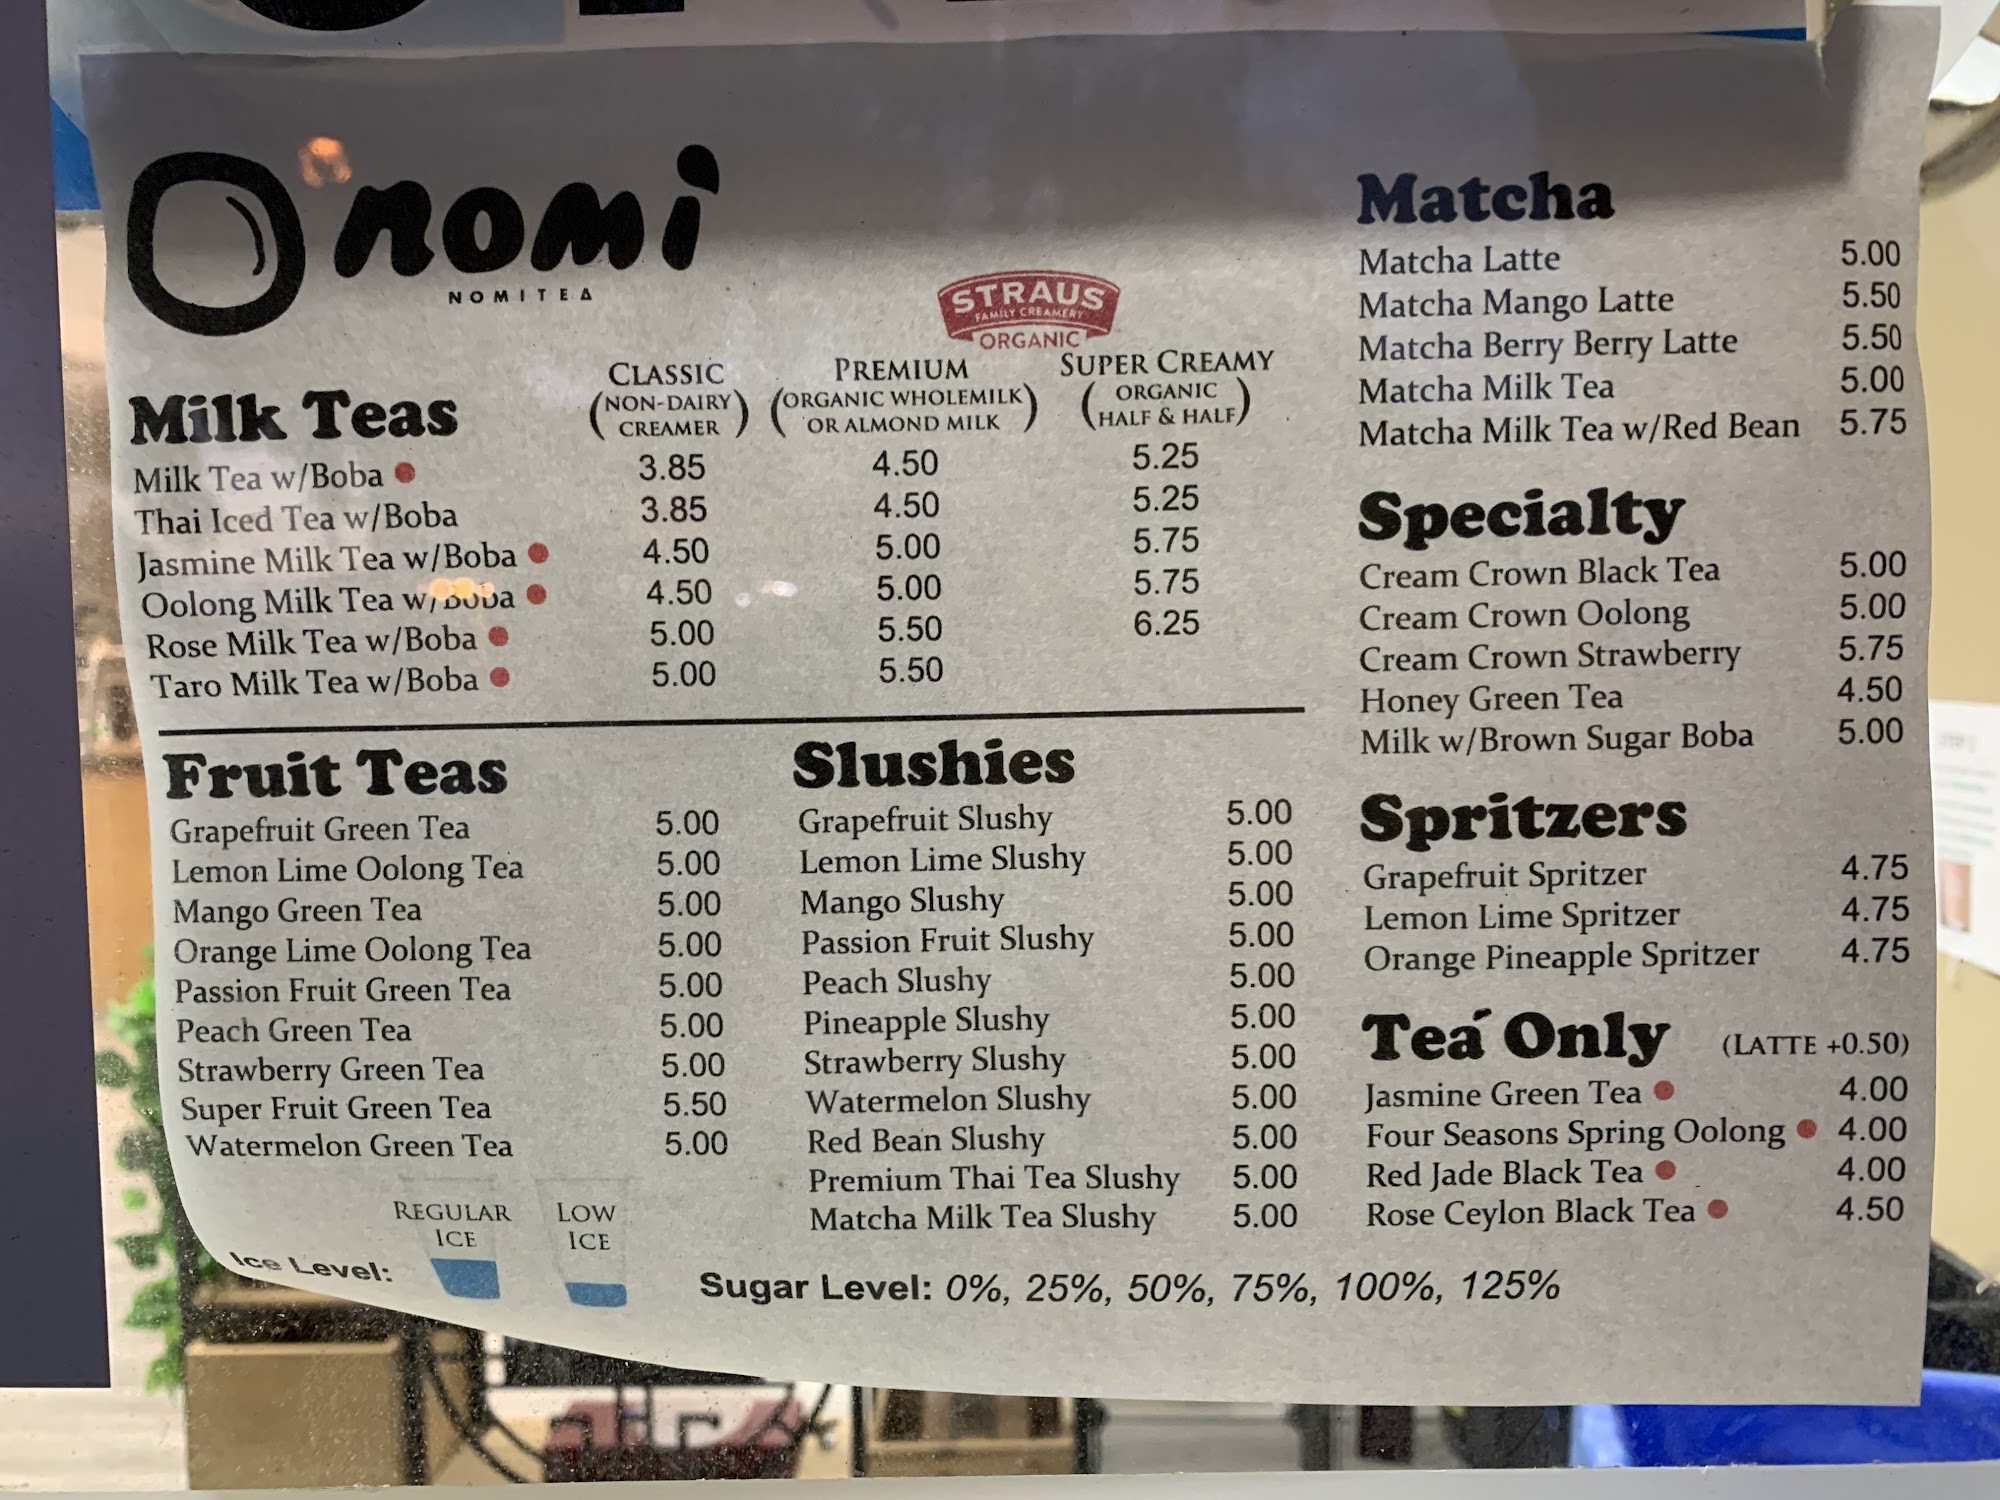 nomi
NOMITEA
STRAUS
FAMILY CREAMERY
ORGANIC
Milk Teas
CLASSIC (NON-DAIRY CREAMER)
PREMIUM (ORGANIC WHOLEMILK OR ALMOND MILK)
SUPER CREAMY (ORGANIC HALF & HALF)
Milk Tea w/Boba 3.85 4.50 5.25
Thai Iced Tea w/Boba 3.85 4.50 5.25
Jasmine Milk Tea w/Boba 4.50 5.00 5.75
Oolong Milk Tea w/Boba 4.50 5.00 5.75
Rose Milk Tea w/Boba 5.00 5.50 6.25
Taro Milk Tea w/Boba 5.00 5.50
Fruit Teas
Grapefruit Green Tea 5.00
Lemon Lime Oolong Tea 5.00
Mango Green Tea 5.00
Orange Lime Oolong Tea 5.00
Passion Fruit Green Tea 5.00
Peach Green Tea 5.00
Strawberry Green Tea 5.00
Super Fruit Green Tea 5.50
Watermelon Green Tea 5.00
Slushies
Grapefruit Slushy 5.00
Lemon Lime Slushy 5.00
Mango Slushy 5.00
Passion Fruit Slushy 5.00
Peach Slushy 5.00
Pineapple Slushy 5.00
Strawberry Slushy 5.00
Watermelon Slushy 5.00
Red Bean Slushy 5.00
Premium Thai Tea Slushy 5.00
Matcha Milk Tea Slushy 5.00
Matcha
Matcha Latte 5.00
Matcha Mango Latte 5.50
Matcha Berry Berry Latte 5.50
Matcha Milk Tea 5.00
Matcha Milk Tea w/Red Bean 5.75
Specialty
Cream Crown Black Tea 5.00
Cream Crown Oolong 5.00
Cream Crown Strawberry 5.75
Honey Green Tea 4.50
Milk w/Brown Sugar Boba 5.00
Spritzers
Grapefruit Spritzer 4.75
Lemon Lime Spritzer 4.75
Orange Pineapple Spritzer 4.75
Tea Only (LATTE +0.50)
Jasmine Green Tea 4.00
Four Seasons Spring Oolong 4.00
Red Jade Black Tea 4.00
Rose Ceylon Black Tea 4.50
Ice Level: REGULAR ICE LOW ICE
Sugar Level: 0%, 25%, 50%, 75%, 100%, 125%